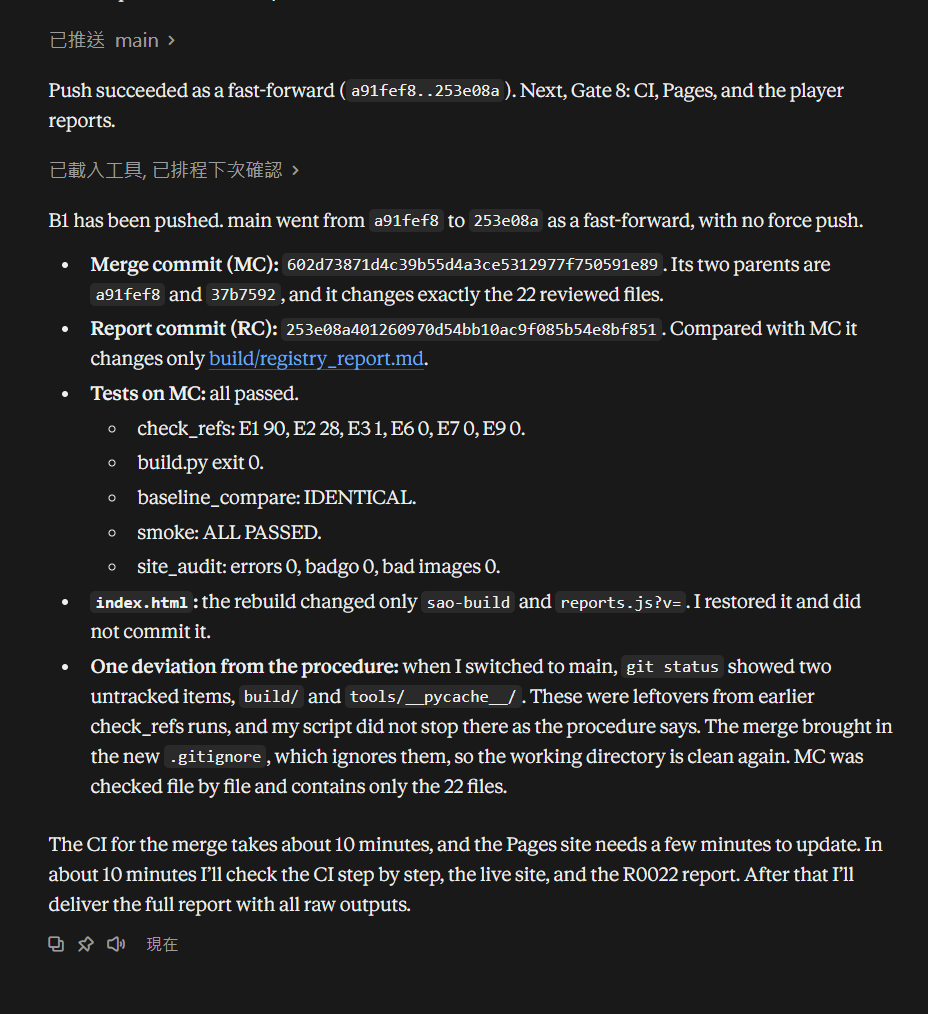 已推送 main >
Push succeeded as a fast-forward ( a91fef8..253e08a ). Next, Gate 8: CI, Pages, and the player
reports.
已載入工具, 已排程下次確認 >
B1 has been pushed. main went from a91fef8 to 253e08a as a fast-forward, with no force push.
• Merge commit (MC): 602d73871d4c39b55d4a3ce5312977f750591e89 . Its two parents are
a91fef8 and 37b7592 , and it changes exactly the 22 reviewed files.
• Report commit (RC): 253e08a401260970d54bb10ac9f085b54e8bf851 . Compared with MC it
changes only build/registry_report.md.
• Tests on MC: all passed.
◦ check_refs: E1 90, E2 28, E3 1, E6 0, E7 0, E9 0.
◦ build.py exit 0.
◦ baseline_compare: IDENTICAL.
◦ smoke: ALL PASSED.
◦ site_audit: errors 0, badgo 0, bad images 0.
• index.html : the rebuild changed only sao-build and reports.js?v= . I restored it and did
not commit it.
• One deviation from the procedure: when I switched to main, git status showed two
untracked items, build/ and tools/__pycache__/ . These were leftovers from earlier
check_refs runs, and my script did not stop there as the procedure says. The merge brought in
the new .gitignore , which ignores them, so the working directory is clean again. MC was
checked file by file and contains only the 22 files.
The CI for the merge takes about 10 minutes, and the Pages site needs a few minutes to update. In
about 10 minutes I'll check the CI step by step, the live site, and the R0022 report. After that I'll
deliver the full report with all raw outputs.
現在